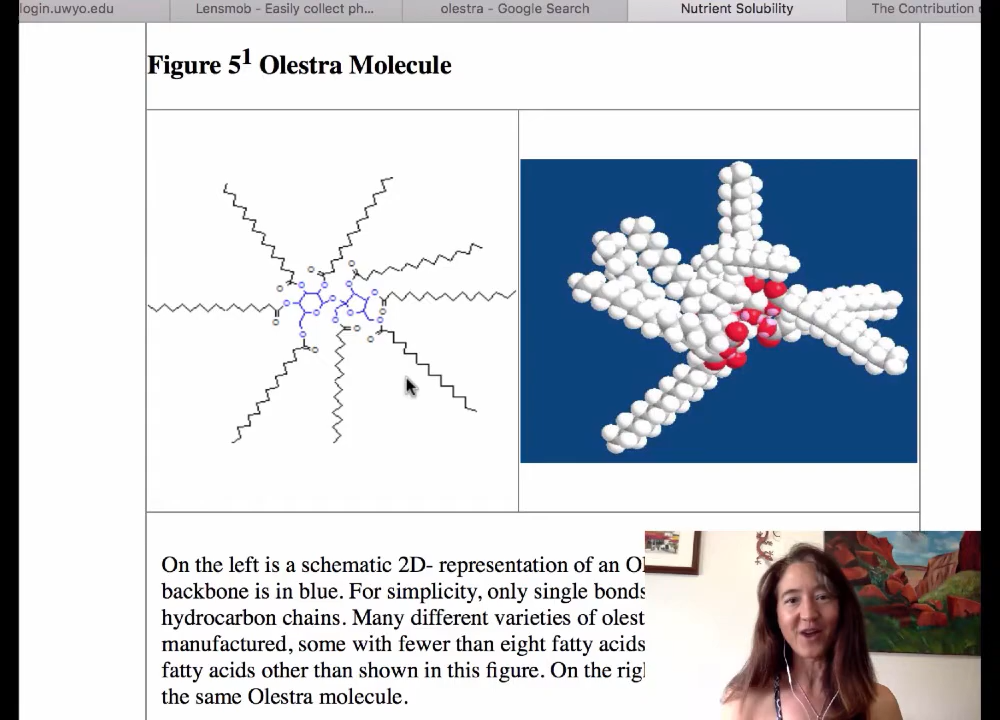 login.uwyo.edu
Lensmob - Easily collect ph...
olestra - Google Search
Nutrient Solubility
The Contribution
Figure 5¹ Olestra Molecule
On the left is a schematic 2D- representation of an
backbone is in blue. For simplicity, only single bonds
hydrocarbon chains. Many different varieties of olest
manufactured, some with fewer than eight fatty acids
fatty acids other than shown in this figure. On the
the same Olestra molecule.